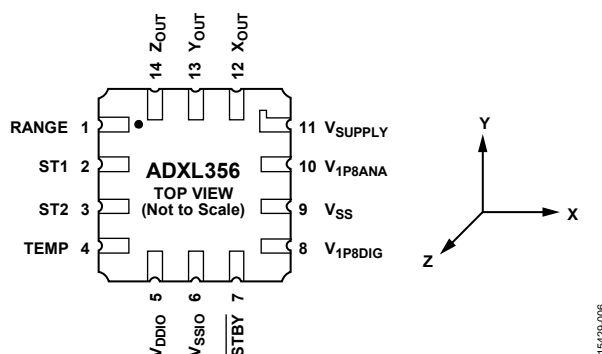 14 ZOUT
13 YOUT
12 XOUT
RANGE 1
ST1 2
ST2 3
TEMP 4
ADXL356
TOP VIEW
(Not to Scale)
11 VSUPPLY
10 V1P8ANA
9 VSS
8 V1P8DIG
VDDIO 5
VSSIO 6
STBY 7
Y
X
Z
15429-006